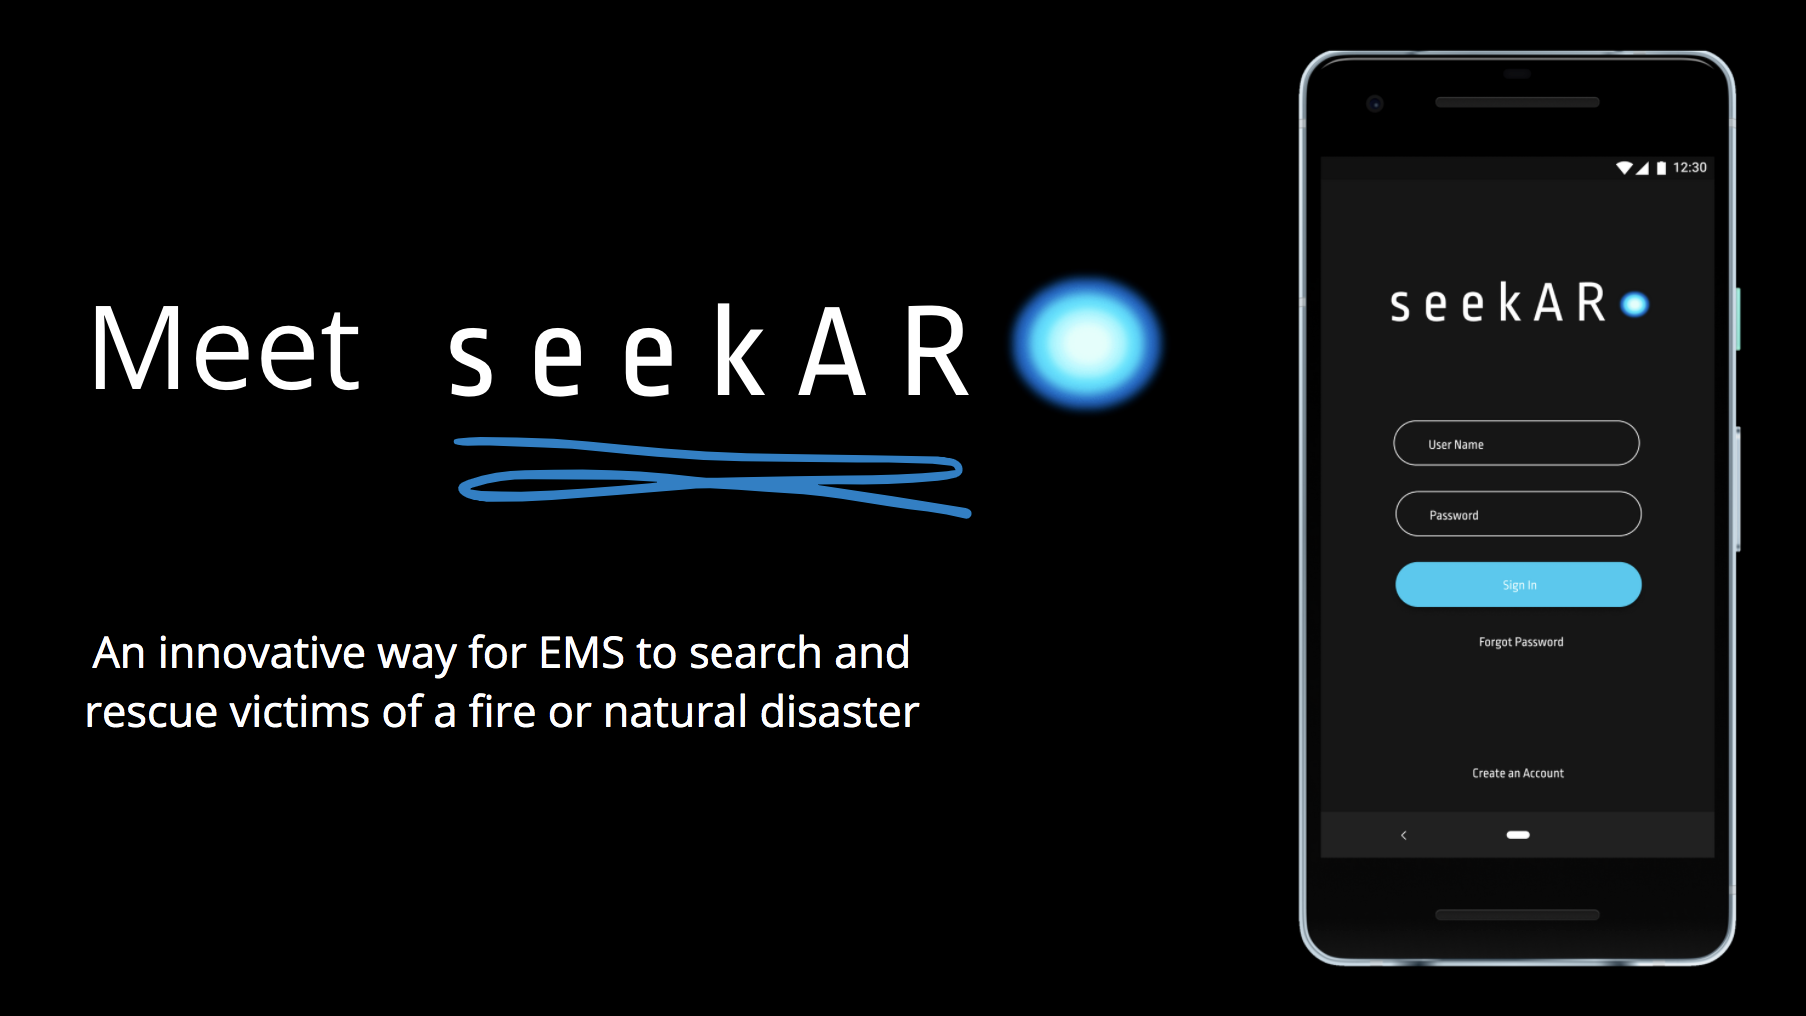 Meet seekAR
An innovative way for EMS to search and
rescue victims of a fire or natural disaster
12:30
seekAR
User Name
Password
Sign In
Forgot Password
Create an Account